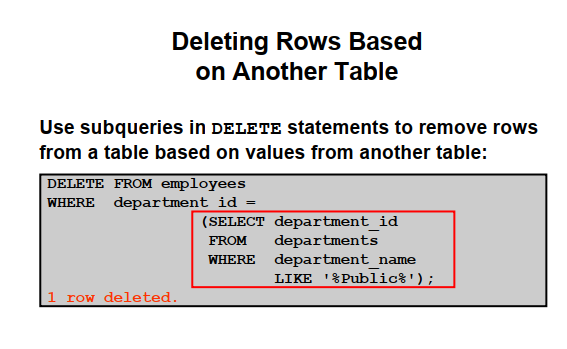 Deleting Rows Based
on Another Table
Use subqueries in DELETE statements to remove rows
from a table based on values from another table:
DELETE FROM employees
WHERE department_id =
(SELECT department_id
FROM departments
WHERE department_name
LIKE '%Public%');
1 row deleted.